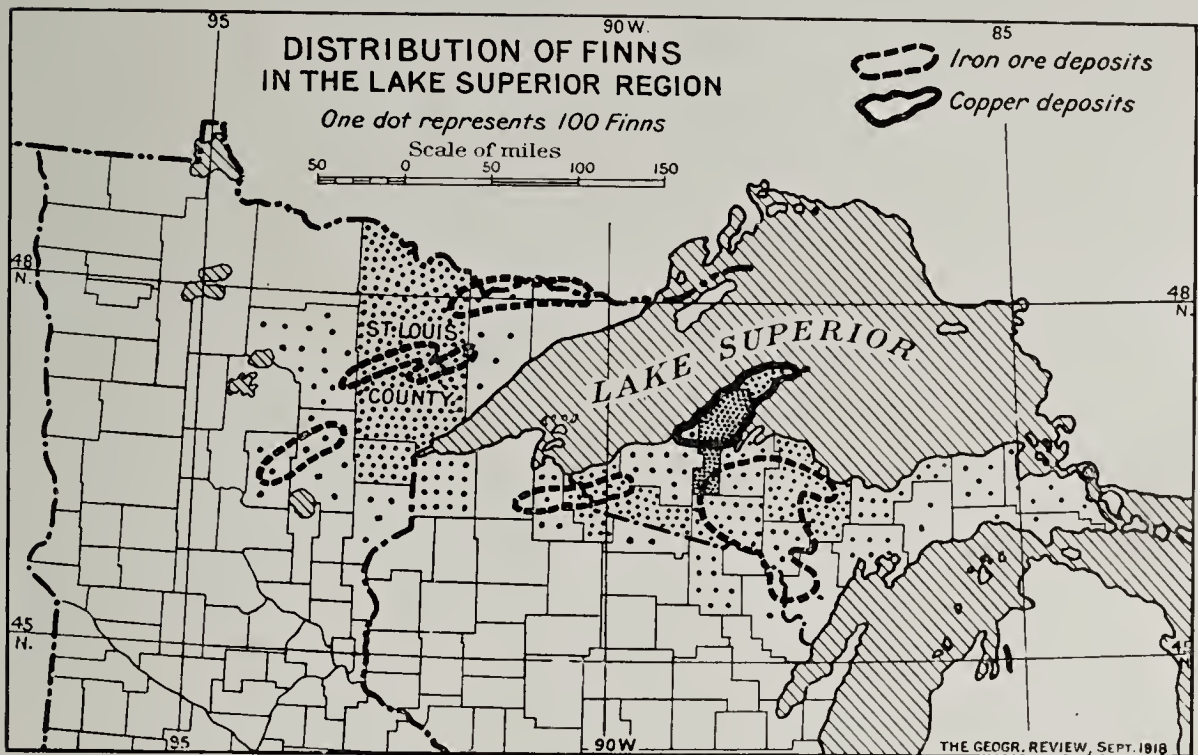 95
90 W.
85
DISTRIBUTION OF FINNS
IN THE LAKE SUPERIOR REGION
One dot represents 100 Finns
Scale of miles
50 0 50 100 150
Iron ore deposits
Copper deposits
48
N.
48
N.
ST. LOUIS
COUNTY
LAKE SUPERIOR
45
N.
45
N.
95
90W
THE GEOGR. REVIEW, SEPT. 1918